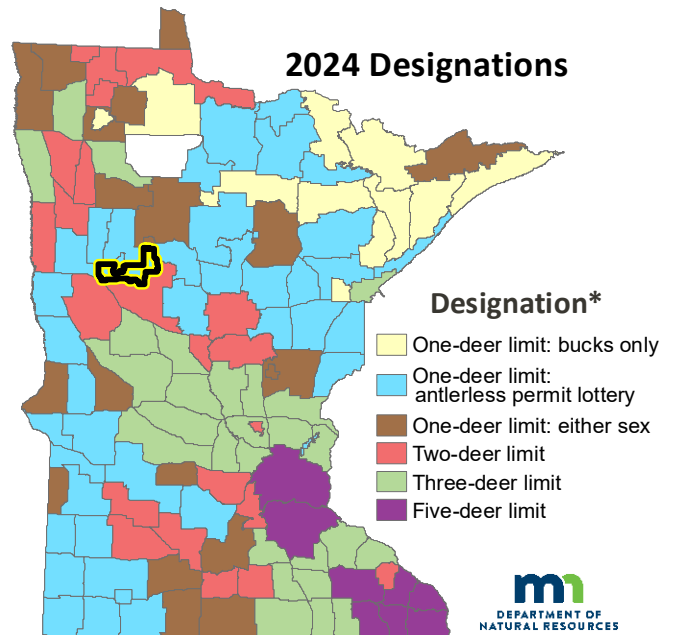 2024 Designations
Designation*
One-deer limit: bucks only
One-deer limit:
antlerless permit lottery
One-deer limit: either sex
Two-deer limit
Three-deer limit
Five-deer limit
mn
DEPARTMENT OF
NATURAL RESOURCES